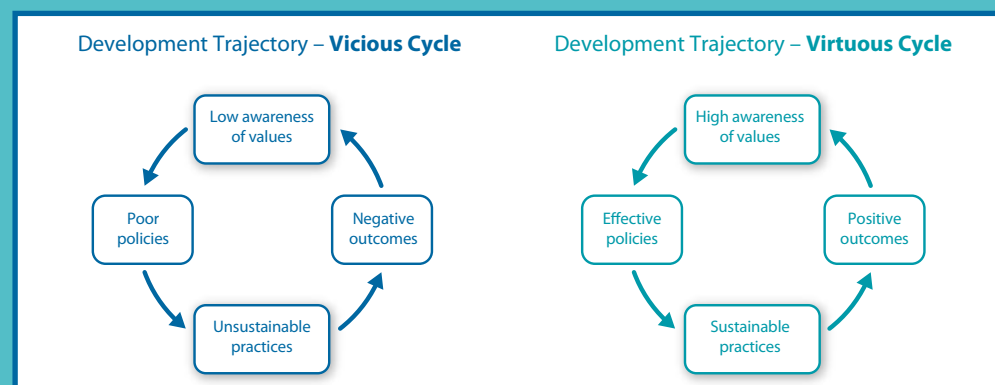 Development Trajectory – Vicious Cycle
Low awareness
of values
Poor
policies
Negative
outcomes
Unsustainable
practices
Development Trajectory – Virtuous Cycle
High awareness
of values
Effective
policies
Positive
outcomes
Sustainable
practices